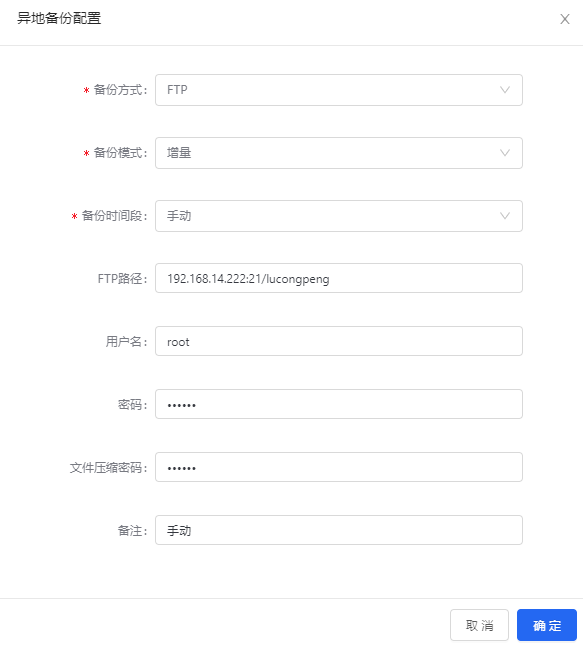 异地备份配置
* 备份方式: FTP
* 备份模式: 增量
* 备份时间段: 手动
FTP路径: 192.168.14.222:21/lucongpeng
用户名: root
密码: ••••••
文件压缩密码: ••••••
备注: 手动
取 消 确 定